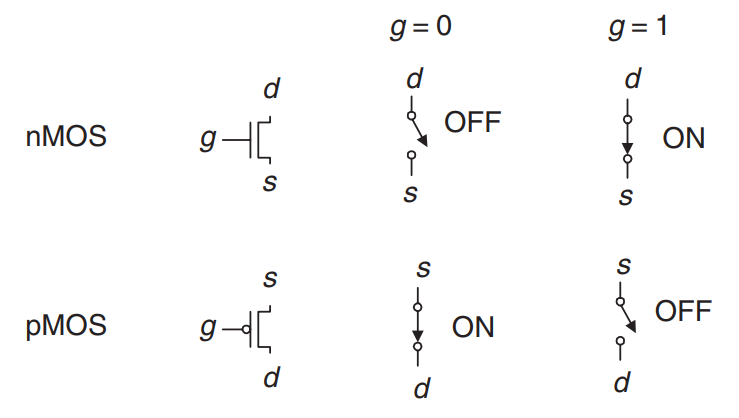 g = 0 g = 1
d d d
nMOS g OFF ON
s s s
s s s
pMOS g ON OFF
d d d